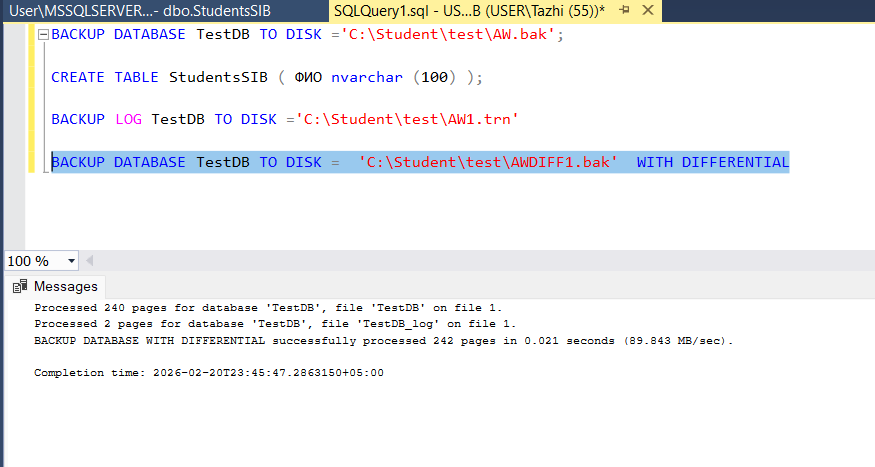 User\MSSQLSERVER...- dbo.StudentsSIB SQLQuery1.sql - US...B (USER\Tazhi (55))*
BACKUP DATABASE TestDB TO DISK ='C:\Student\test\AW.bak';
CREATE TABLE StudentsSIB ( ФИО nvarchar (100) );
BACKUP LOG TestDB TO DISK ='C:\Student\test\AW1.trn'
BACKUP DATABASE TestDB TO DISK = 'C:\Student\test\AWDIFF1.bak' WITH DIFFERENTIAL
100 %
Messages
Processed 240 pages for database 'TestDB', file 'TestDB' on file 1.
Processed 2 pages for database 'TestDB', file 'TestDB_log' on file 1.
BACKUP DATABASE WITH DIFFERENTIAL successfully processed 242 pages in 0.021 seconds (89.843 MB/sec).
Completion time: 2026-02-20T23:45:47.2863150+05:00